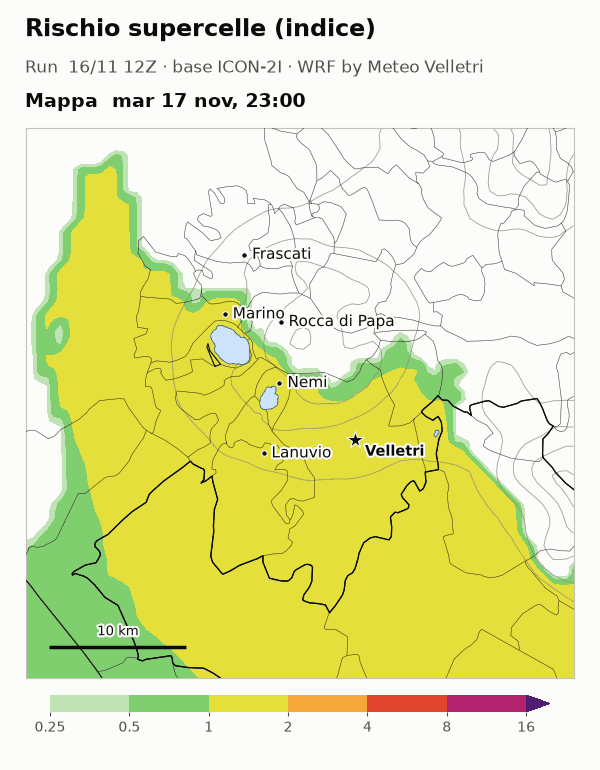 Rischio supercelle (indice)
Run  16/11 12Z · base ICON-2I · WRF by Meteo Velletri
Mappa  mar 17 nov, 23:00
Frascati
Marino
Rocca di Papa
Nemi
Lanuvio
Velletri
10 km
0.25 0.5 1 2 4 8 16